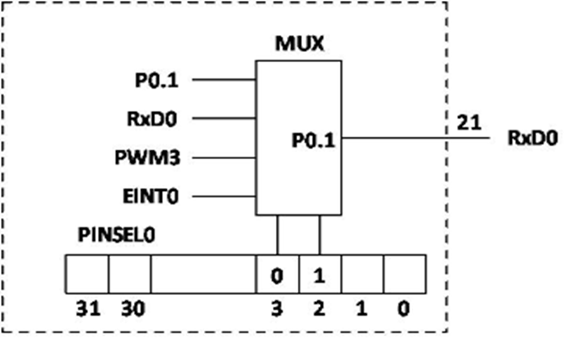 MUX
P0.1
RxD0
PWM3
EINT0
P0.1
21
RxD0
PINSEL0
0 1
31 30 3 2 1 0